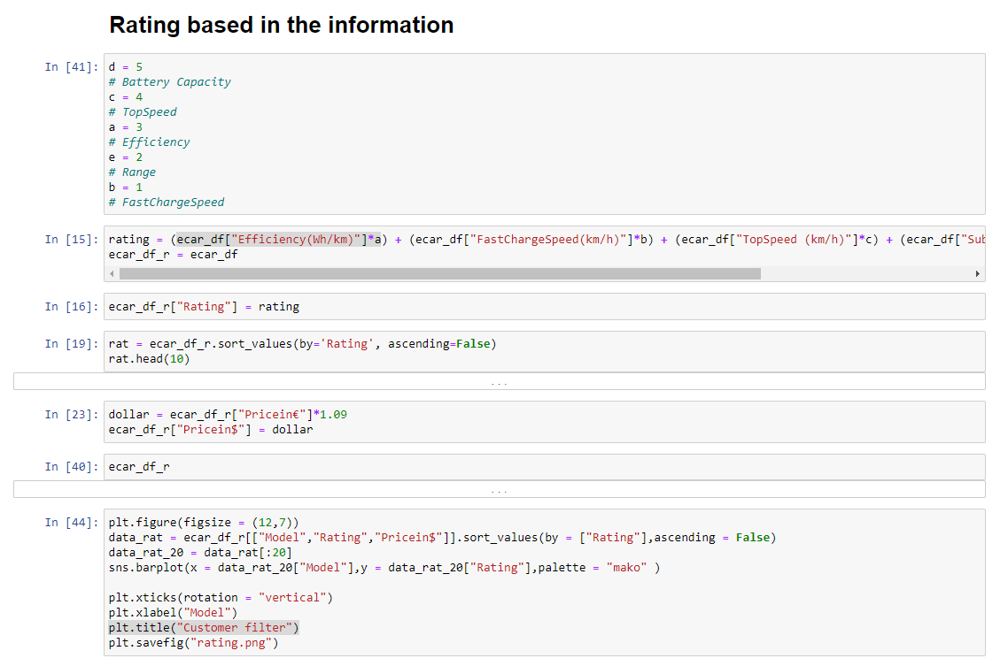 Rating based in the information
In [41]:
d = 5
# Battery Capacity
c = 4
# TopSpeed
a = 3
# Efficiency
e = 2
# Range
b = 1
# FastChargeSpeed
In [15]:
rating = (ecar_df["Efficiency(Wh/km)"]*a) + (ecar_df["FastChargeSpeed(km/h)"]*b) + (ecar_df["TopSpeed (km/h)"]*c) + (ecar_df["Sub
ecar_df_r = ecar_df
In [16]:
ecar_df_r["Rating"] = rating
In [19]:
rat = ecar_df_r.sort_values(by='Rating', ascending=False)
rat.head(10)
...
In [23]:
dollar = ecar_df_r["Pricein€"]*1.09
ecar_df_r["Pricein$"] = dollar
In [40]:
ecar_df_r
...
In [44]:
plt.figure(figsize = (12,7))
data_rat = ecar_df_r[["Model","Rating","Pricein$"]].sort_values(by = ["Rating"],ascending = False)
data_rat_20 = data_rat[:20]
sns.barplot(x = data_rat_20["Model"],y = data_rat_20["Rating"],palette = "mako" )
plt.xticks(rotation = "vertical")
plt.xlabel("Model")
plt.title("Customer filter")
plt.savefig("rating.png")